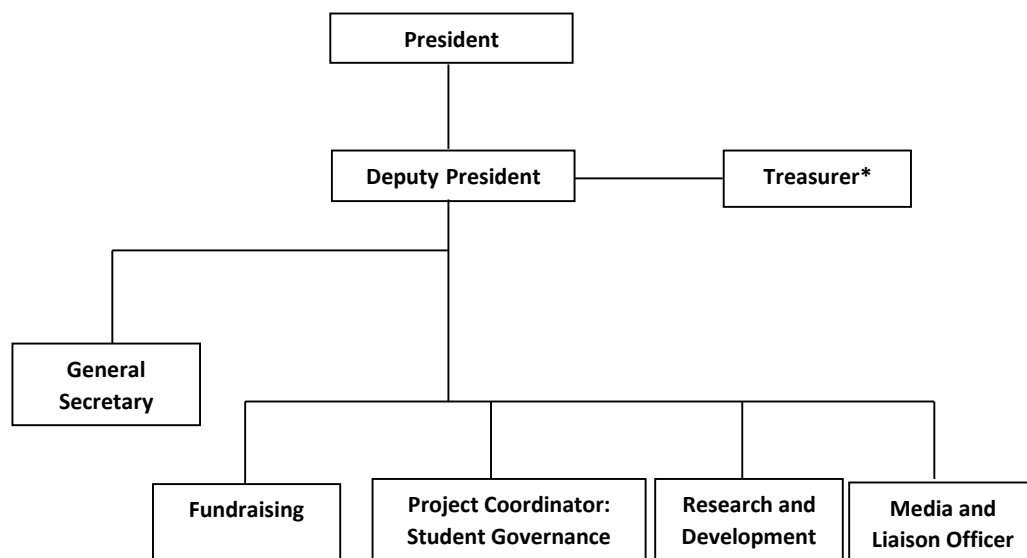 President
Deputy President
Treasurer*
General
Secretary
Fundraising
Project Coordinator:
Student Governance
Research and
Development
Media and
Liaison Officer